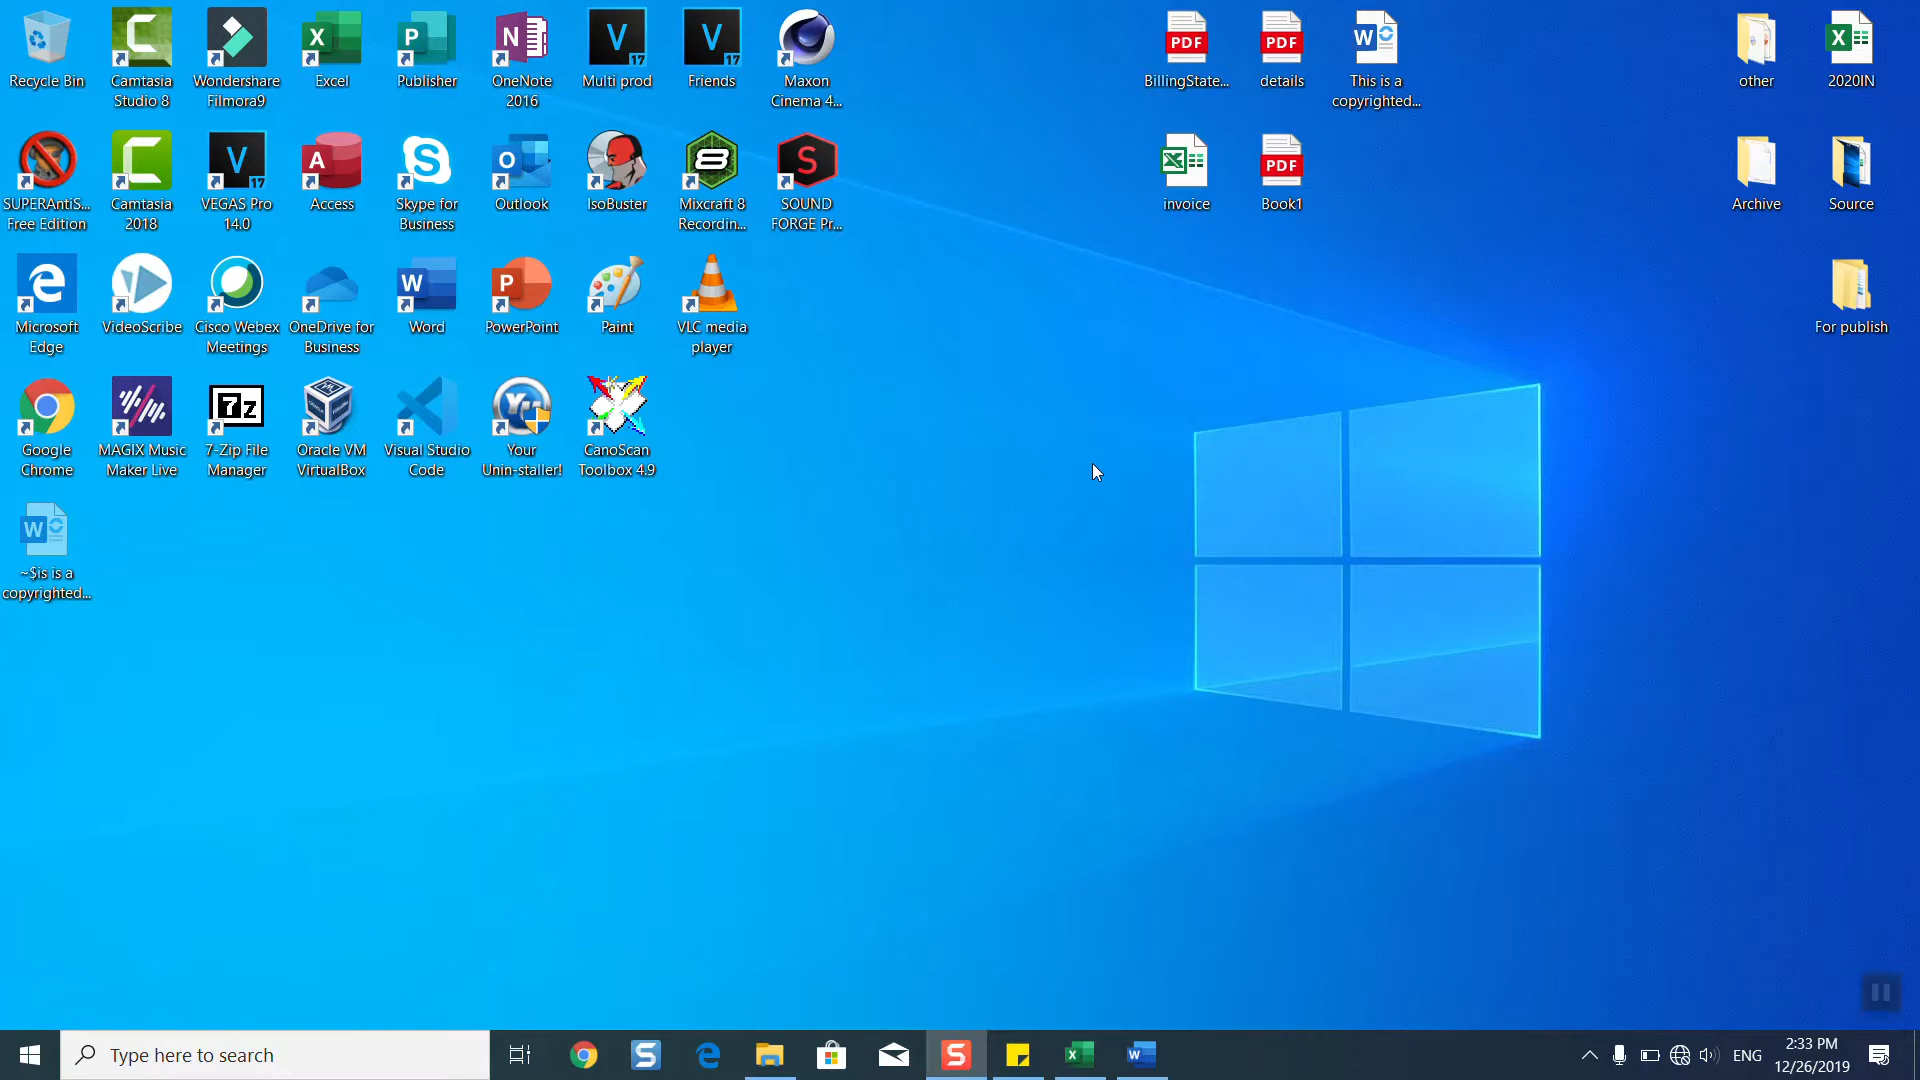 Recycle Bin
Camtasia
Studio 8
Wondershare
Filmora9
Excel
Publisher
OneNote
2016
Multi prod
Friends
Maxon
Cinema 4...
BillingState...
details
This is a
copyrighted...
other
2020IN
SUPERAntiS...
Free Edition
Camtasia
2018
VEGAS Pro
14.0
Access
Skype for
Business
Outlook
IsoBuster
Mixcraft 8
Recordin...
SOUND
FORGE Pr...
invoice
Book1
Archive
Source
Microsoft
Edge
VideoScribe
Cisco Webex
Meetings
OneDrive for
Business
Word
PowerPoint
Paint
VLC media
player
For publish
Google
Chrome
MAGIX Music
Maker Live
7-Zip File
Manager
Oracle VM
VirtualBox
Visual Studio
Code
Your
Unin-staller!
CanoScan
Toolbox 4.9
~$is is a
copyrighted...
Type here to search
ENG
2:33 PM
12/26/2019